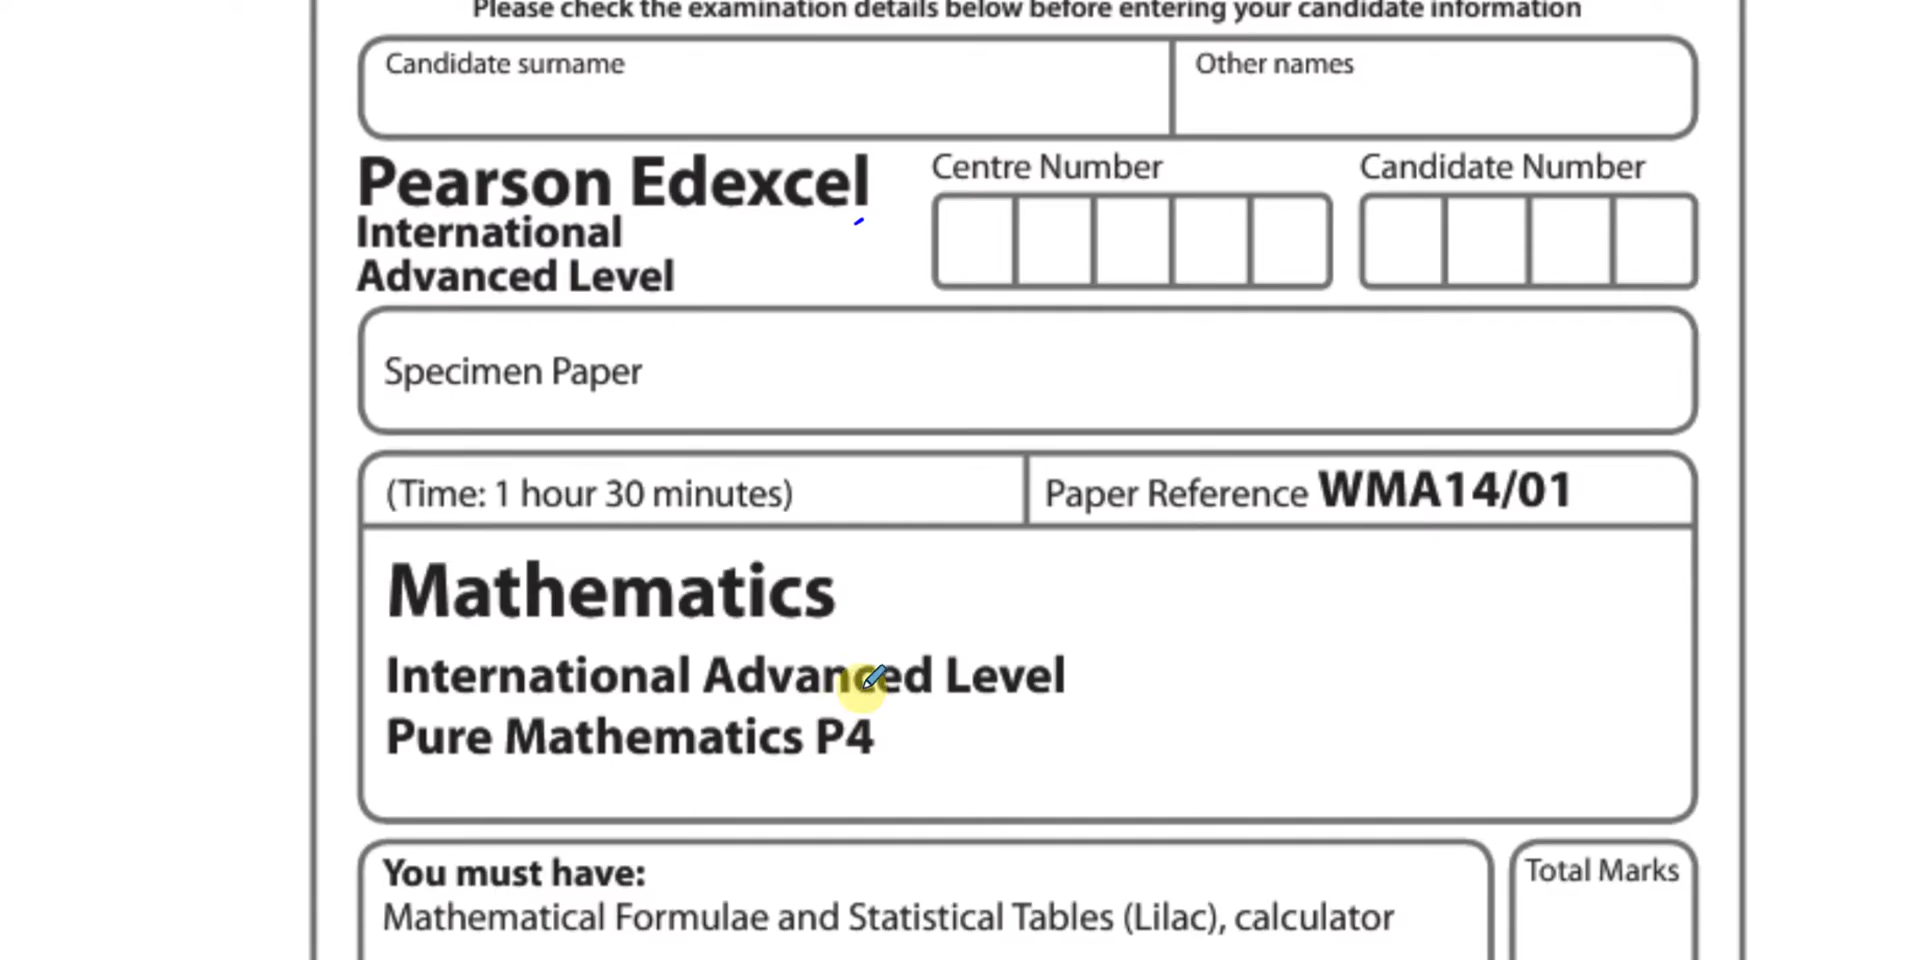 Please check the examination details below before entering your candidate information
Candidate surname
Other names
Pearson Edexcel
International
Advanced Level
Centre Number
Candidate Number
Specimen Paper
(Time: 1 hour 30 minutes)
Paper Reference WMA14/01
Mathematics
International Advanced Level
Pure Mathematics P4
You must have:
Mathematical Formulae and Statistical Tables (Lilac), calculator
Total Marks